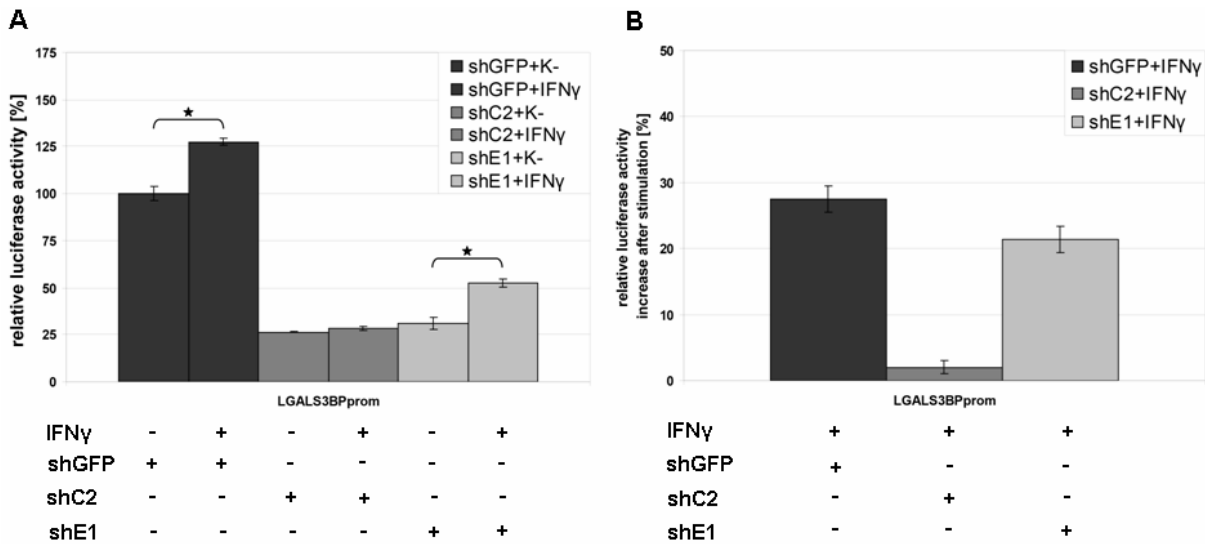 A
relative luciferase activity [%]
175
150
125
100
75
50
25
0
★
★
shGFP+K-
shGFP+IFNγ
shC2+K-
shC2+IFNγ
shE1+K-
shE1+IFNγ
LGALS3BPprom
IFNγ - + - + - +
shGFP + + - - - -
shC2 - - + + - -
shE1 - - - - + +
B
relative luciferase activity
increase after stimulation [%]
50
40
30
20
10
0
shGFP+IFNγ
shC2+IFNγ
shE1+IFNγ
LGALS3BPprom
IFNγ + + +
shGFP + - -
shC2 - + -
shE1 - - +